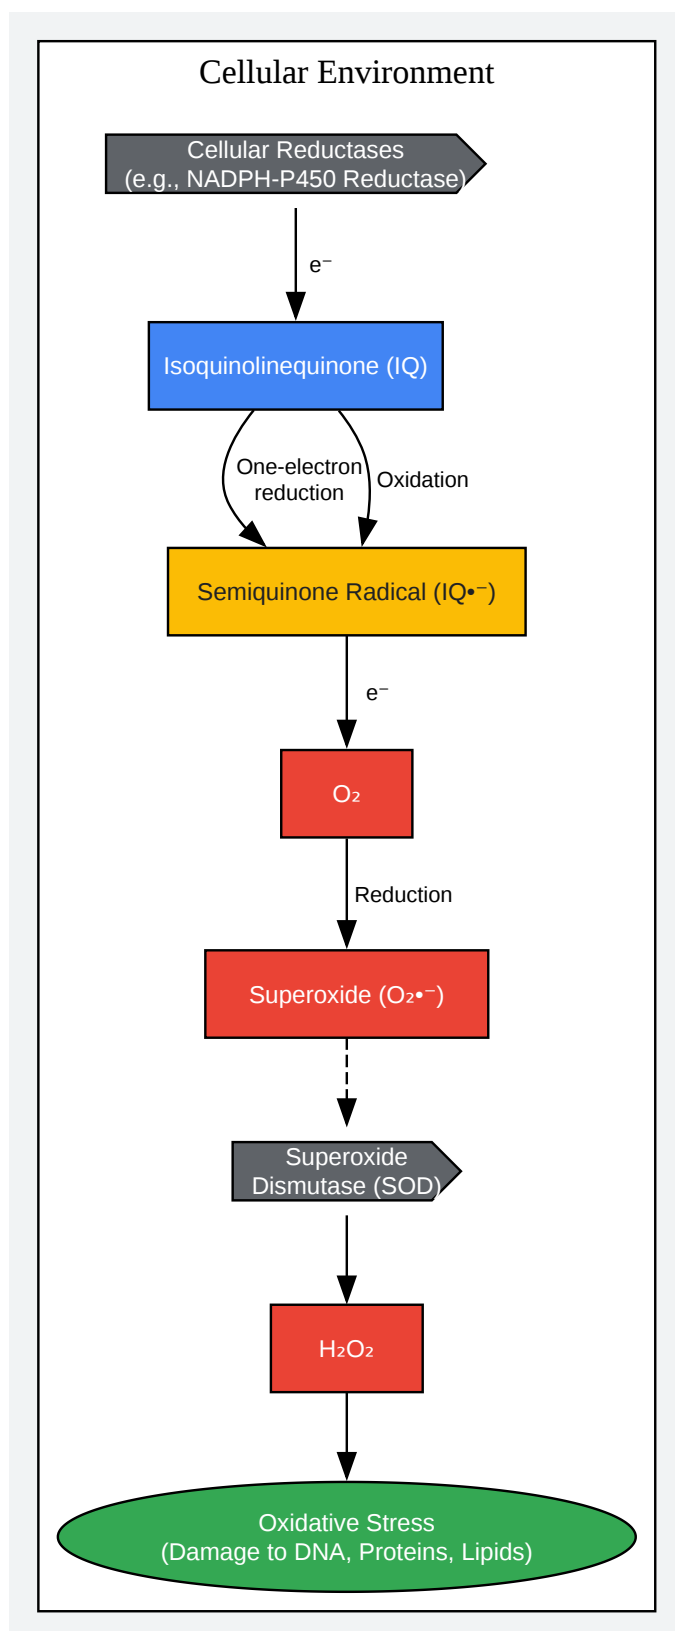 Cellular Environment
Cellular Reductases
(e.g., NADPH-P450 Reductase)
e⁻
Isoquinolinequinone (IQ)
One-electron
reduction
Oxidation
Semiquinone Radical (IQ•⁻)
e⁻
O₂
Reduction
Superoxide (O₂•⁻)
Superoxide
Dismutase (SOD)
H₂O₂
Oxidative Stress
(Damage to DNA, Proteins, Lipids)